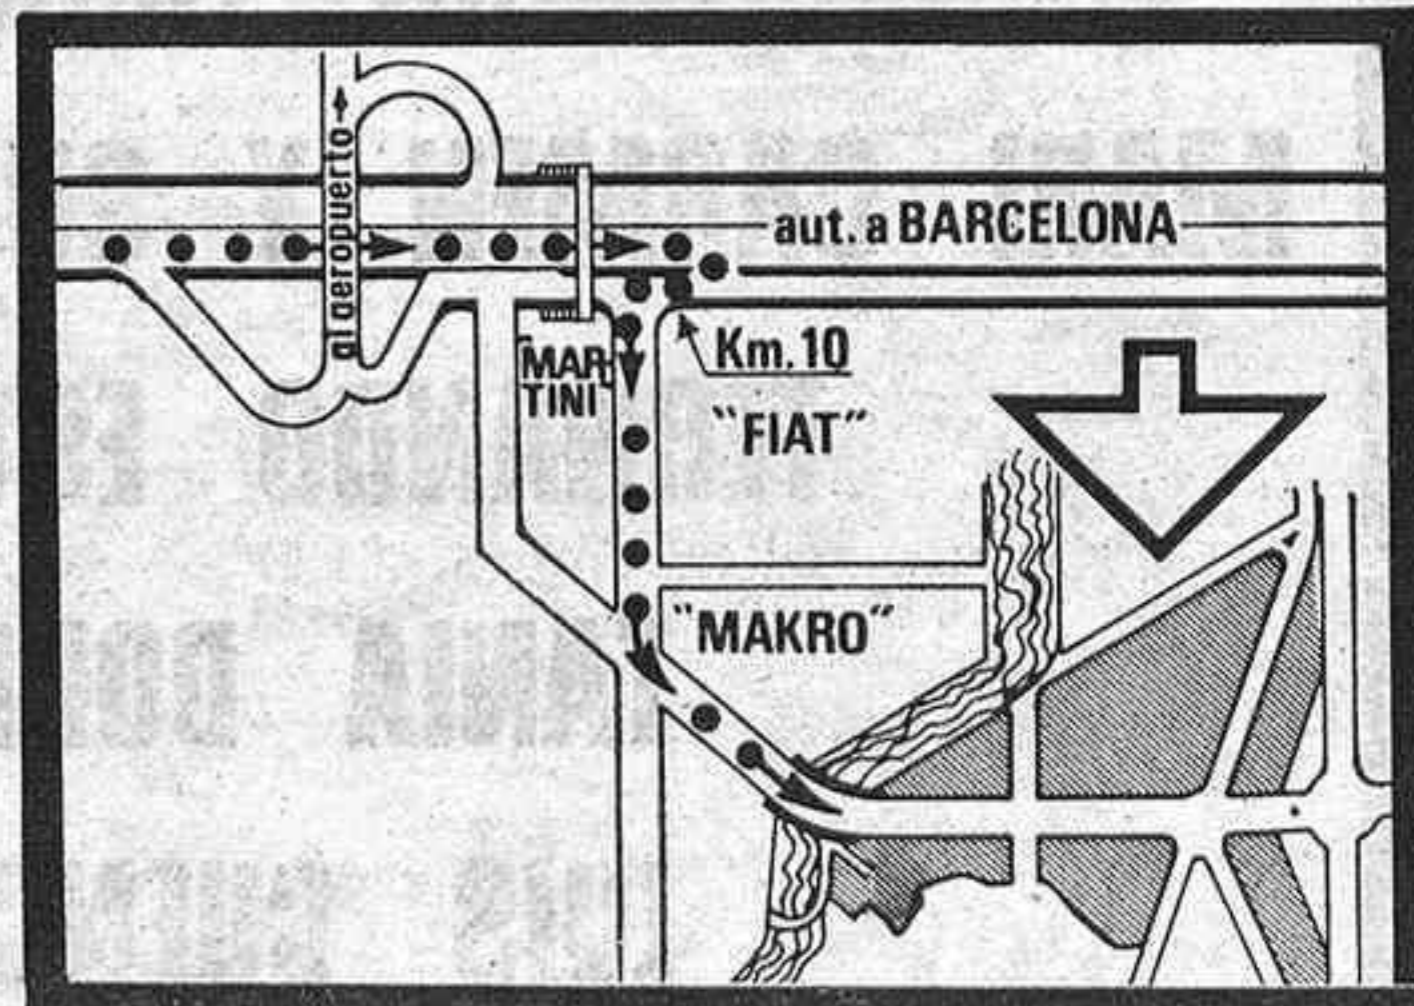 al aeropuerto
aut. a BARCELONA
MAR
TINI
Km. 10
"FIAT"
"MAKRO"